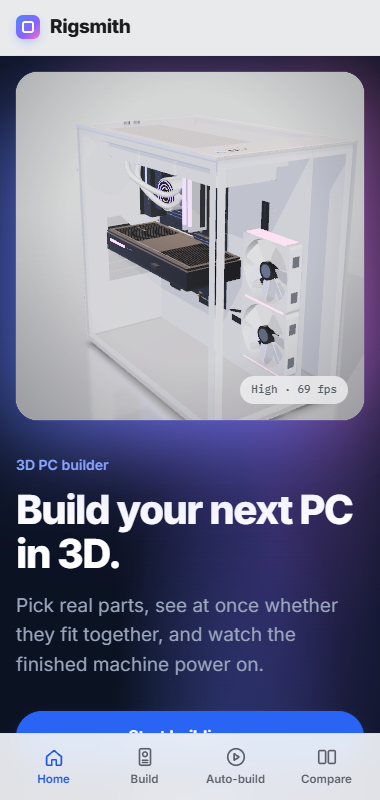 Rigsmith
High · 69 fps
3D PC builder
Build your next PC
in 3D.
Pick real parts, see at once whether
they fit together, and watch the
finished machine power on.
Home
Build
Auto-build
Compare